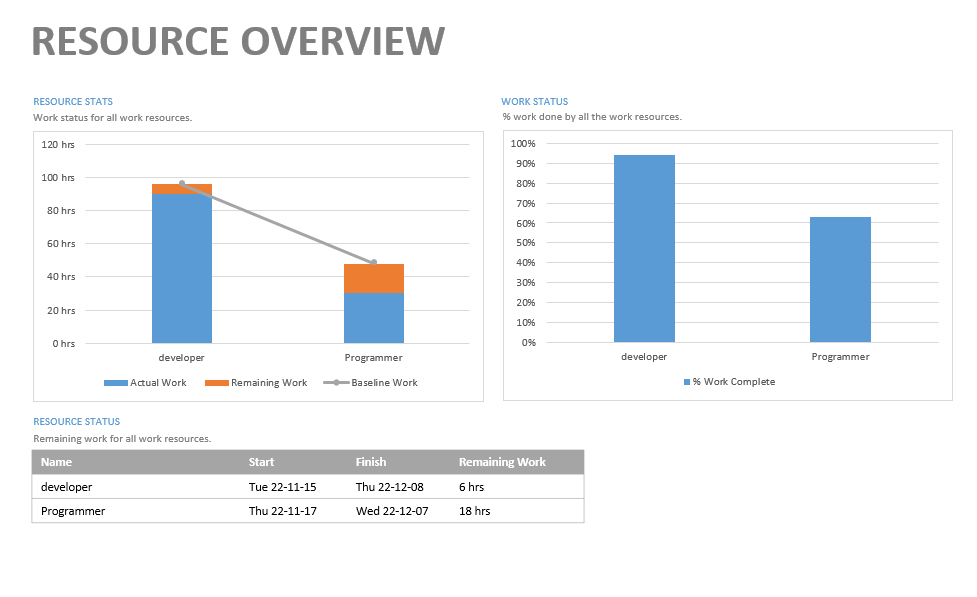 RESOURCE OVERVIEW
RESOURCE STATS
Work status for all work resources.
120 hrs
100 hrs
80 hrs
60 hrs
40 hrs
20 hrs
0 hrs
developer Programmer
Actual Work Remaining Work Baseline Work
WORK STATUS
% work done by all the work resources.
100%
90%
80%
70%
60%
50%
40%
30%
20%
10%
0%
developer Programmer
% Work Complete
RESOURCE STATUS
Remaining work for all work resources.
Name Start Finish Remaining Work
developer Tue 22-11-15 Thu 22-12-08 6 hrs
Programmer Thu 22-11-17 Wed 22-12-07 18 hrs